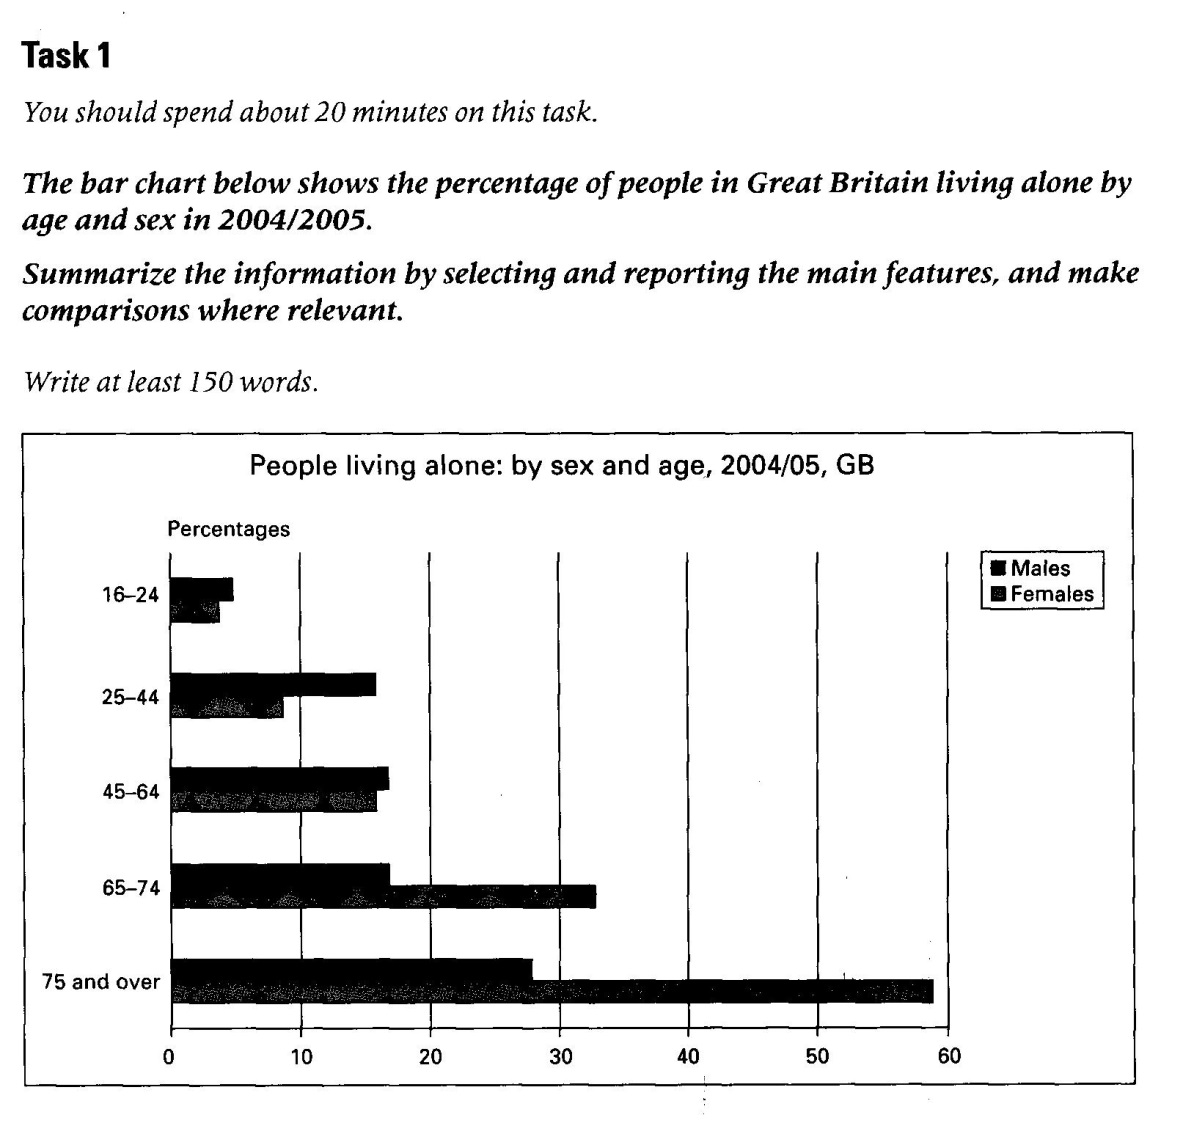 Task 1
You should spend about 20 minutes on this task.
The bar chart below shows the percentage of people in Great Britain living alone by
age and sex in 2004/2005.
Summarize the information by selecting and reporting the main features, and make
comparisons where relevant.
Write at least 150 words.
People living alone: by sex and age, 2004/05, GB
Percentages
Males
Females
16–24
25–44
45–64
65–74
75 and over
0 10 20 30 40 50 60